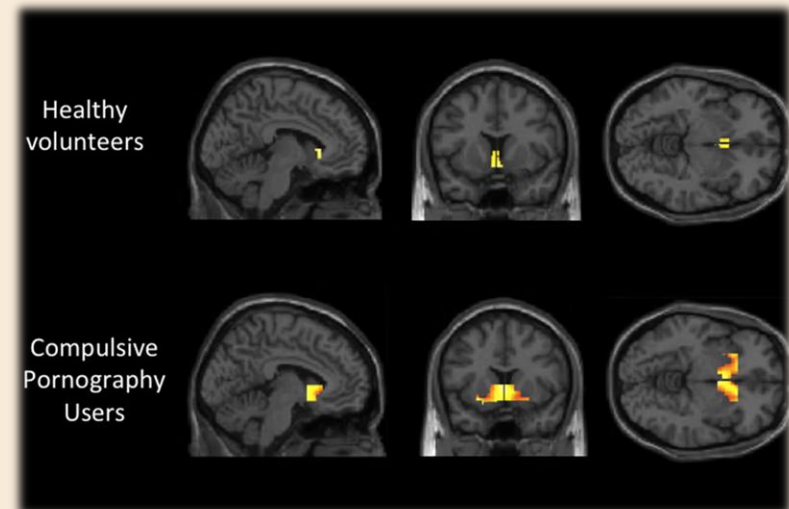 Healthy
volunteers
Compulsive
Pornography
Users